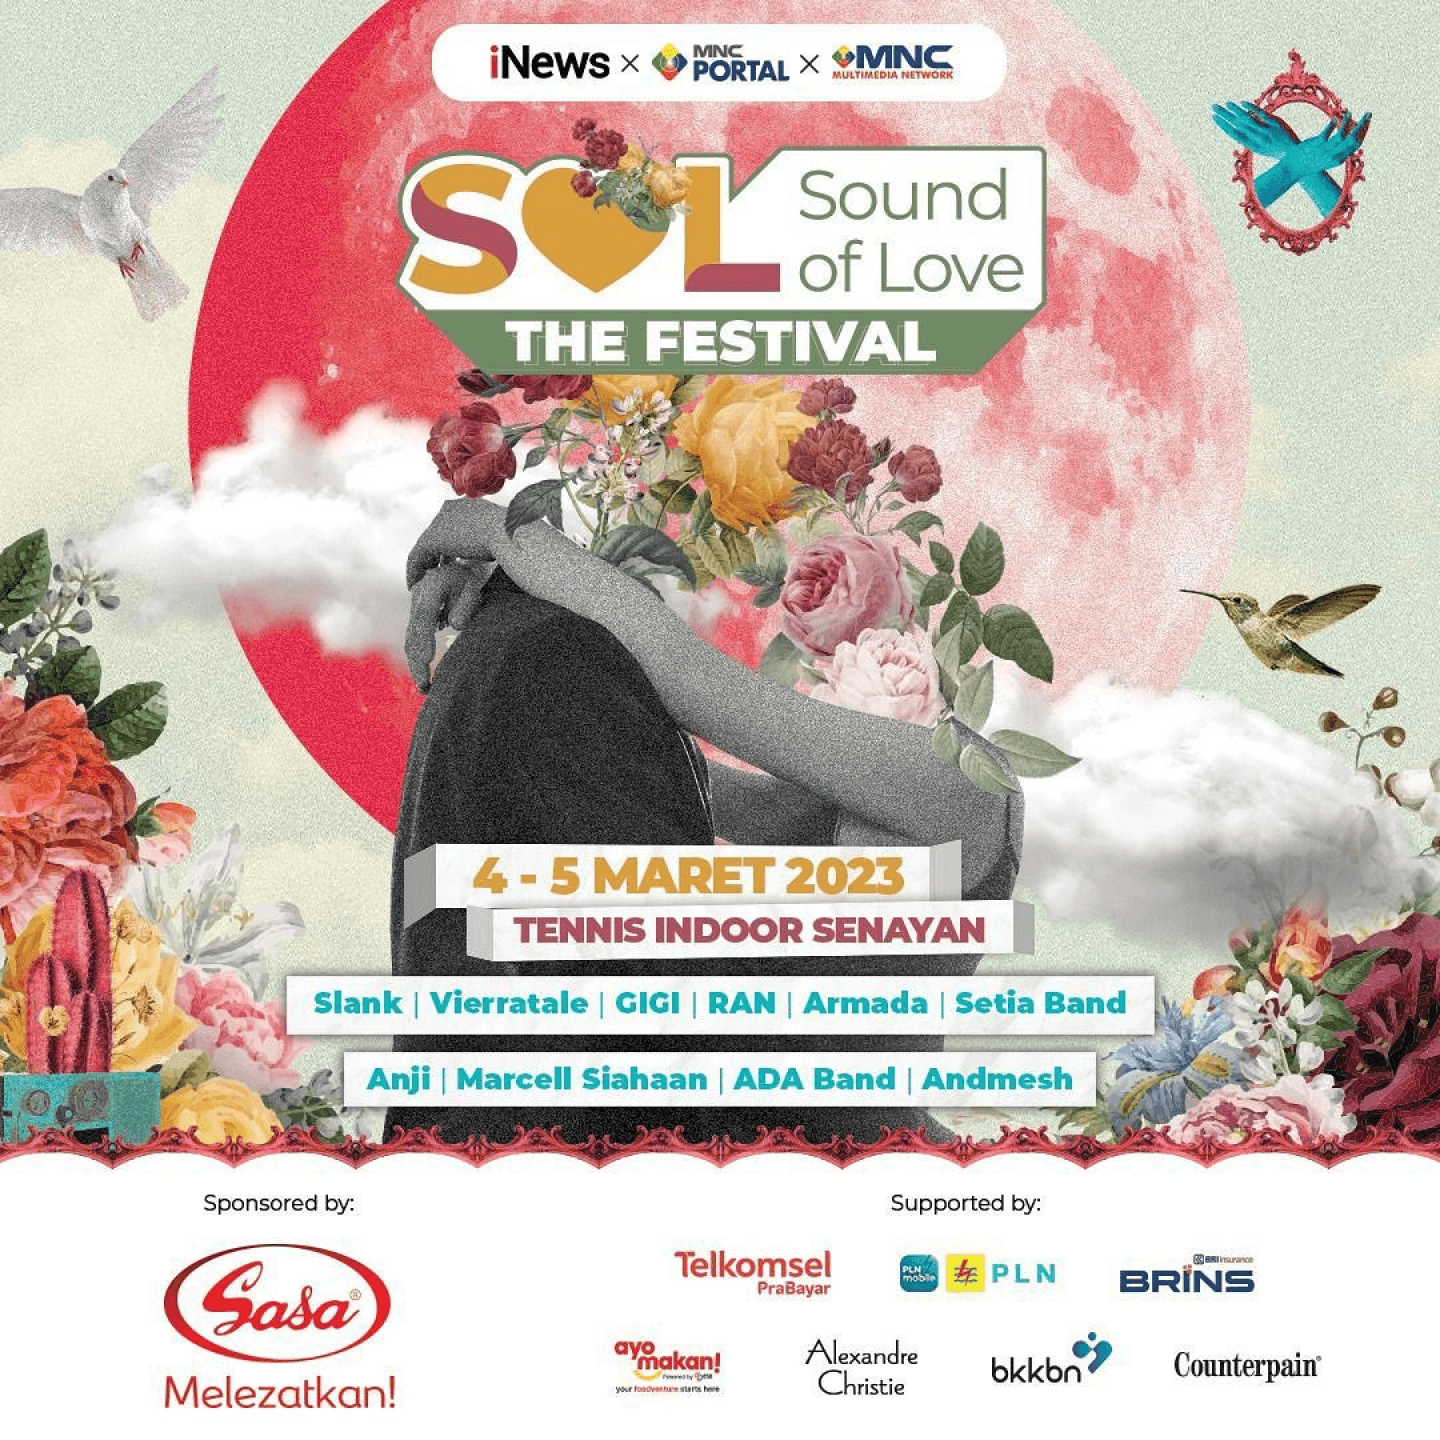 iNews × MNC PORTAL × MNC MULTIMEDIA NETWORK
SOL Sound of Love
THE FESTIVAL
4 - 5 MARET 2023
TENNIS INDOOR SENAYAN
Slank | Vierratale | GIGI | RAN | Armada | Setia Band
Anji | Marcell Siahaan | ADA Band | Andmesh
Sponsored by:
Sasa®
Melezatkan!
Supported by:
Telkomsel
PraBayar
PLN mobile
PLN
BRI insurance
BRINS
ayo makan!
Powered by
your foodventure starts here
Alexandre
Christie
bkkbn
Counterpain®